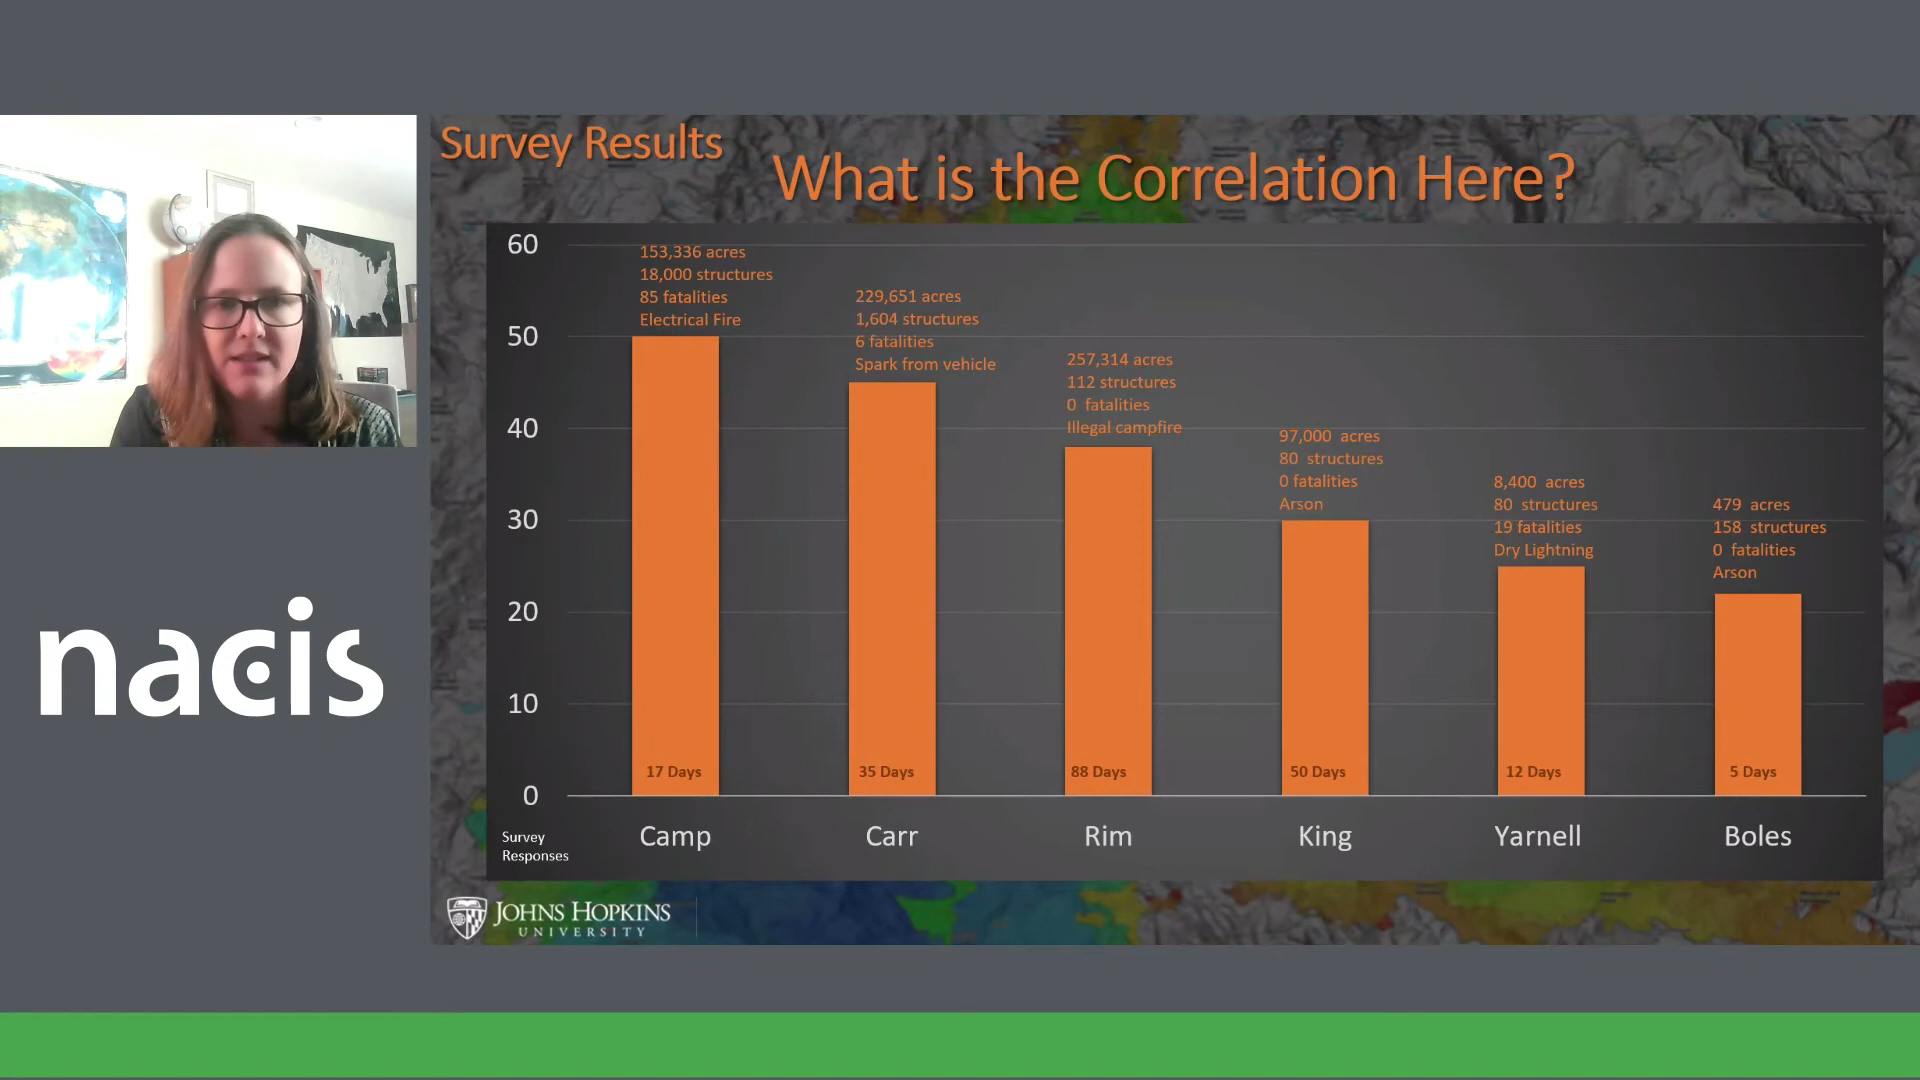 Survey Results
What is the Correlation Here?
60
50
40
30
20
10
0
153,336 acres
18,000 structures
85 fatalities
Electrical Fire
229,651 acres
1,604 structures
6 fatalities
Spark from vehicle
257,314 acres
112 structures
0 fatalities
Illegal campfire
97,000 acres
80 structures
0 fatalities
Arson
8,400 acres
80 structures
19 fatalities
Dry Lightning
479 acres
158 structures
0 fatalities
Arson
17 Days
35 Days
88 Days
50 Days
12 Days
5 Days
Survey
Responses
Camp
Carr
Rim
King
Yarnell
Boles
nacis
JOHNS HOPKINS
UNIVERSITY